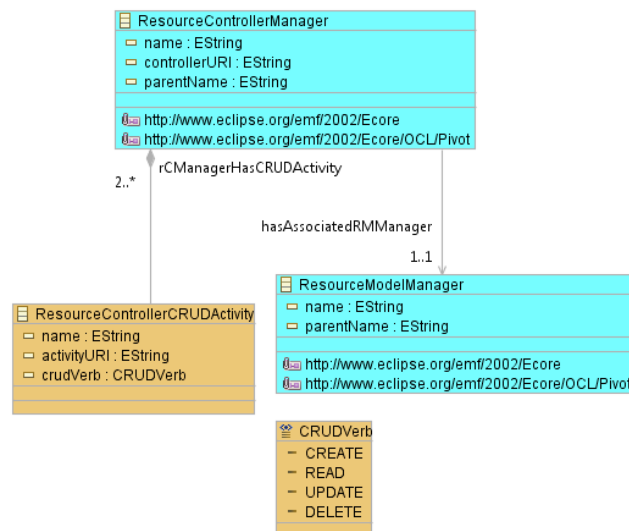 ResourceControllerManager
name : EString
controllerURI : EString
parentName : EString
http://www.eclipse.org/emf/2002/Ecore
http://www.eclipse.org/emf/2002/Ecore/OCL/Pivot
rCManagerHasCRUDActivity
2..*
hasAssociatedRMManager
1..1
ResourceModelManager
name : EString
parentName : EString
http://www.eclipse.org/emf/2002/Ecore
http://www.eclipse.org/emf/2002/Ecore/OCL/Pivot
ResourceControllerCRUDActivity
name : EString
activityURI : EString
crudVerb : CRUDVerb
CRUDVerb
CREATE
READ
UPDATE
DELETE